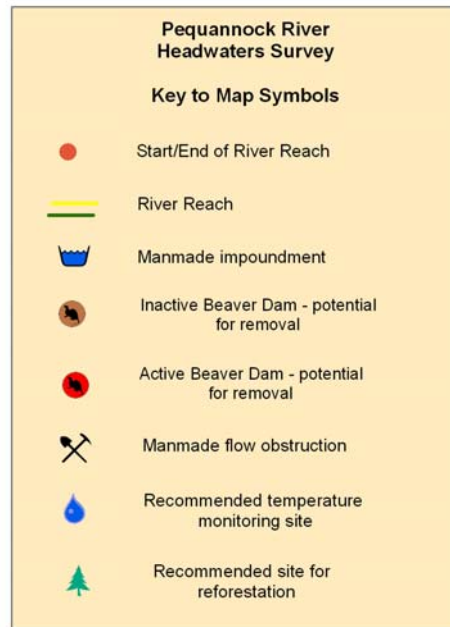 Pequannock River
Headwaters Survey
Key to Map Symbols
Start/End of River Reach
River Reach
Manmade impoundment
Inactive Beaver Dam - potential
for removal
Active Beaver Dam - potential
for removal
Manmade flow obstruction
Recommended temperature
monitoring site
Recommended site for
reforestation